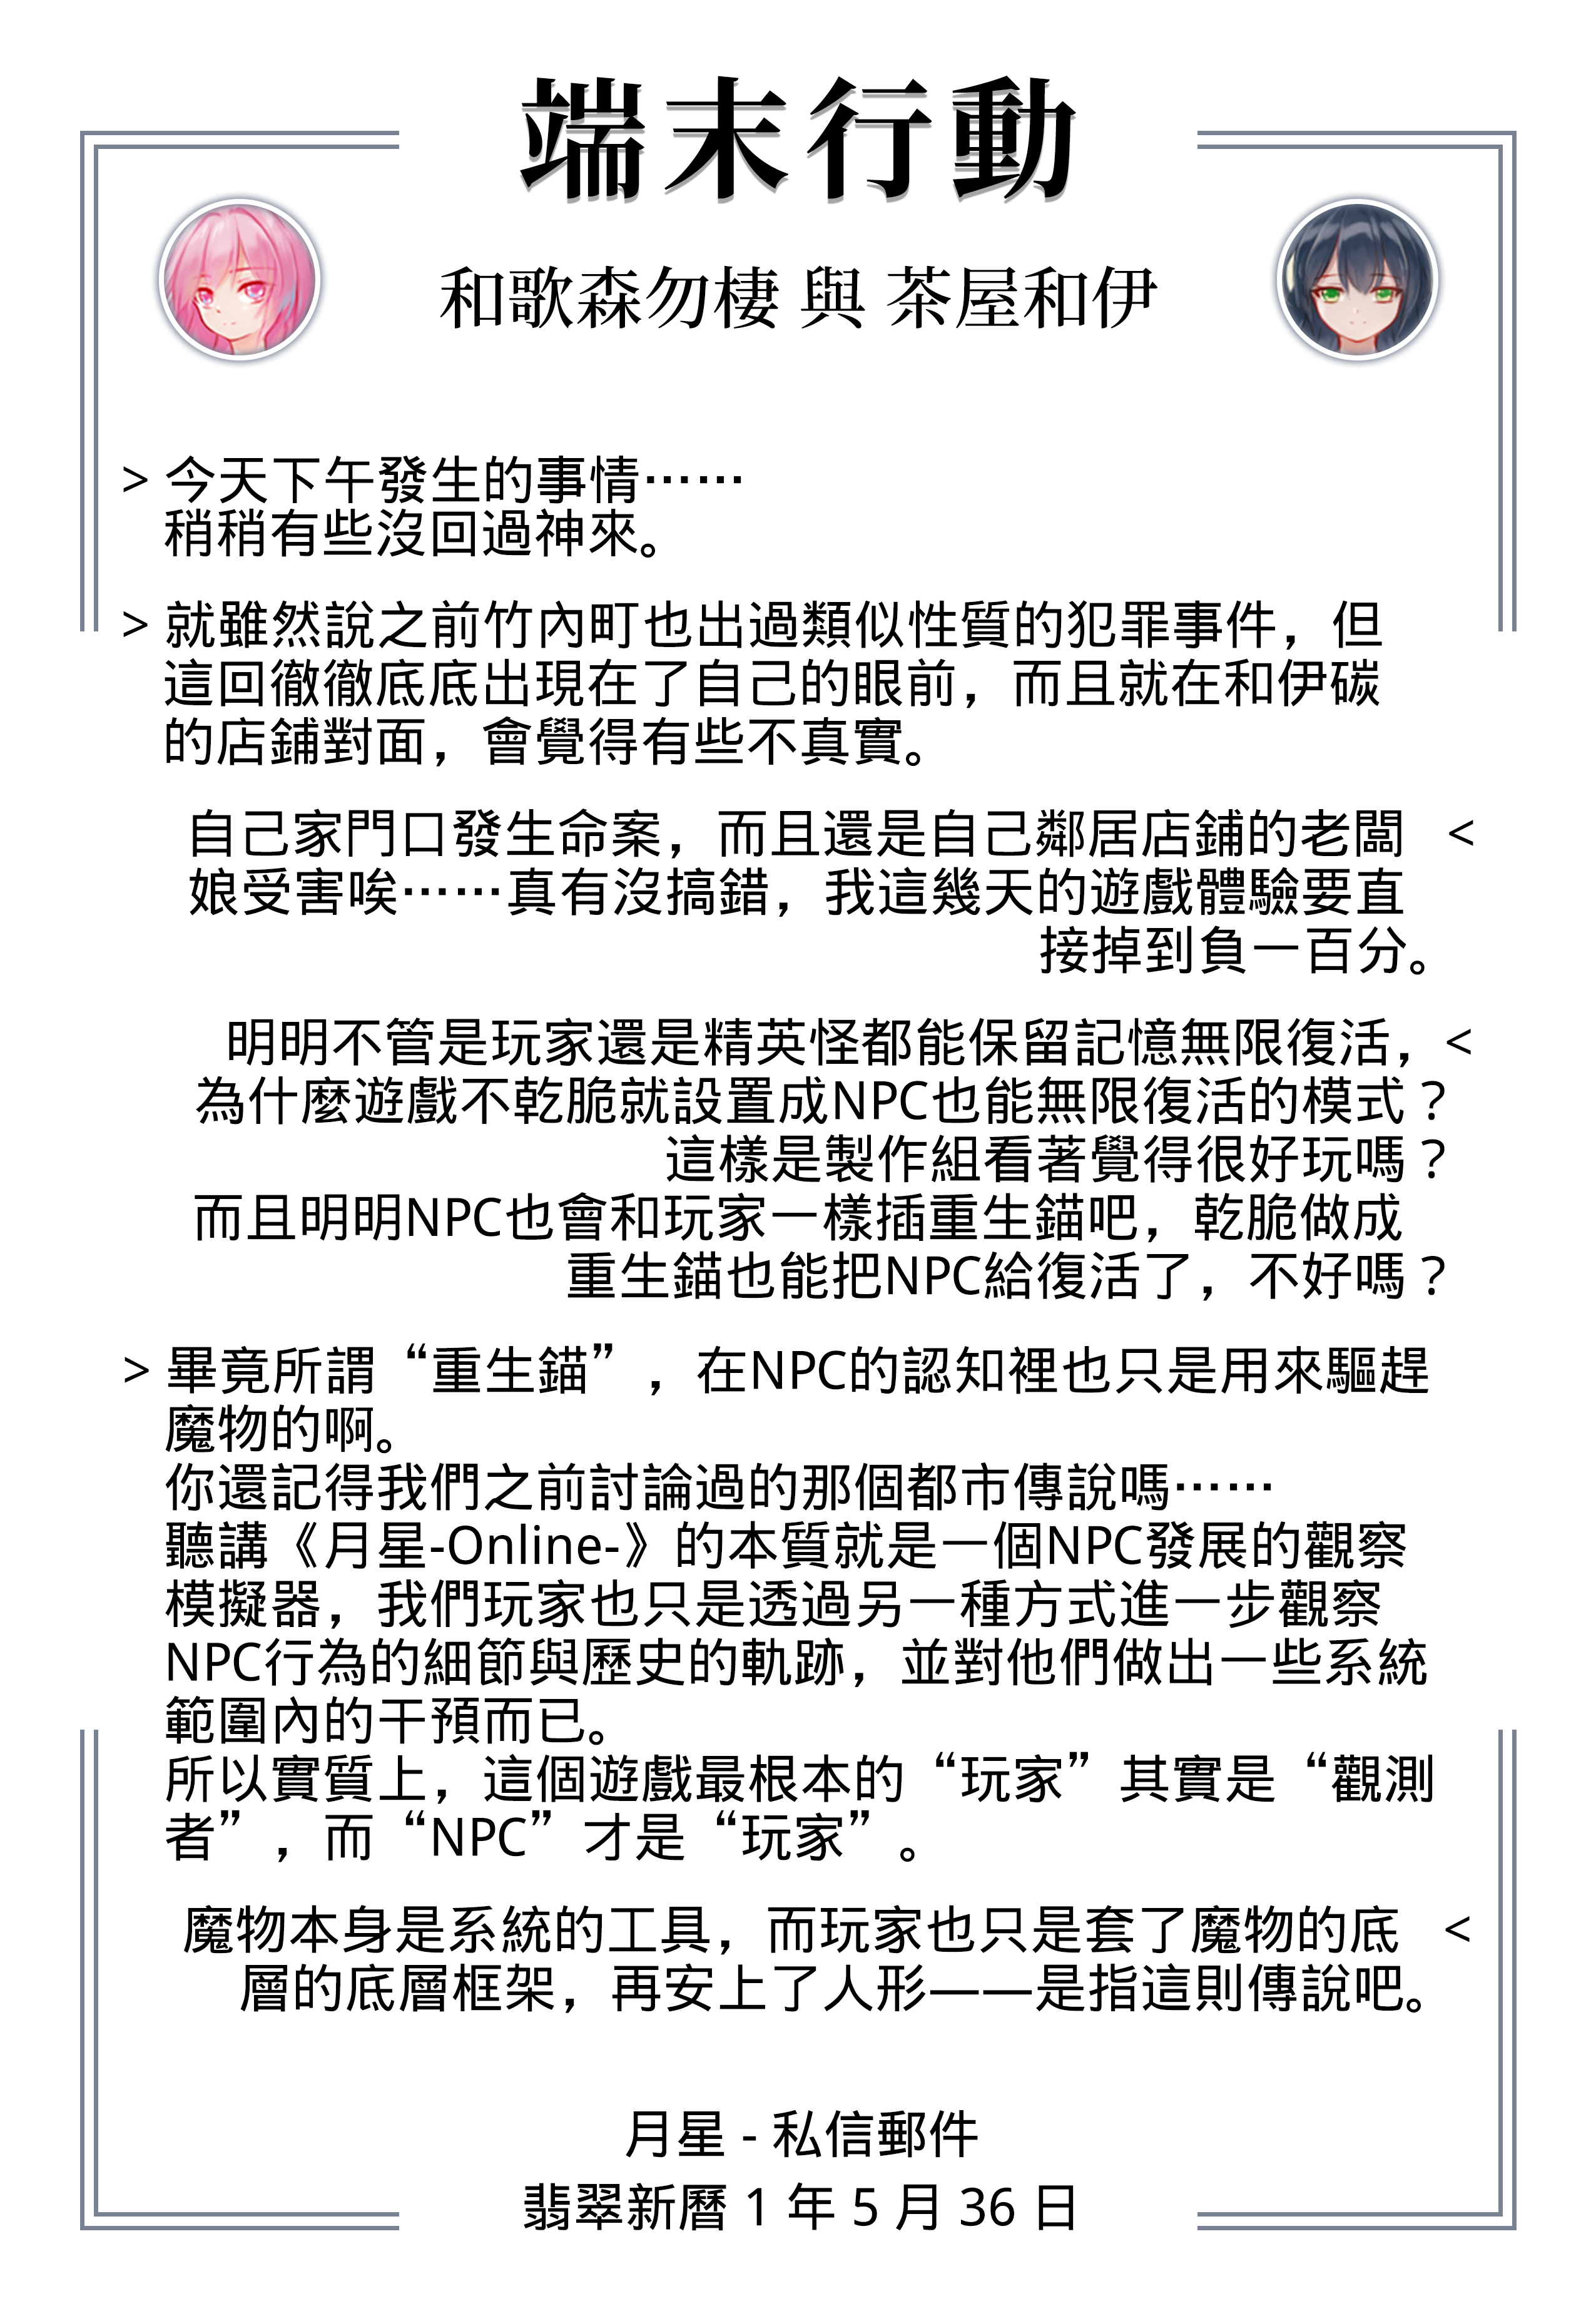 端末行動
和歌森勿棲 與 茶屋和伊
> 今天下午發生的事情⋯⋯
稍稍有些沒回過神來。
> 就雖然說之前竹內町也出過類似性質的犯罪事件，但
這回徹徹底底出現在了自己的眼前，而且就在和伊碳
的店鋪對面，會覺得有些不真實。
自己家門口發生命案，而且還是自己鄰居店鋪的老闆 <
娘受害唉⋯⋯真有沒搞錯，我這幾天的遊戲體驗要直
接掉到負一百分。
明明不管是玩家還是精英怪都能保留記憶無限復活，<
為什麼遊戲不乾脆就設置成NPC也能無限復活的模式？
這樣是製作組看著覺得很好玩嗎？
而且明明NPC也會和玩家一樣插重生錨吧，乾脆做成
重生錨也能把NPC給復活了，不好嗎？
> 畢竟所謂“重生錨”，在NPC的認知裡也只是用來驅趕
魔物的啊。
你還記得我們之前討論過的那個都市傳說嗎⋯⋯
聽講《月星-Online-》的本質就是一個NPC發展的觀察
模擬器，我們玩家也只是透過另一種方式進一步觀察
NPC行為的細節與歷史的軌跡，並對他們做出一些系統
範圍內的干預而已。
所以實質上，這個遊戲最根本的“玩家”其實是“觀測
者”，而“NPC”才是“玩家”。
魔物本身是系統的工具，而玩家也只是套了魔物的底 <
層的底層框架，再安上了人形——是指這則傳說吧。
月星 - 私信郵件
翡翠新曆 1 年 5 月 36 日